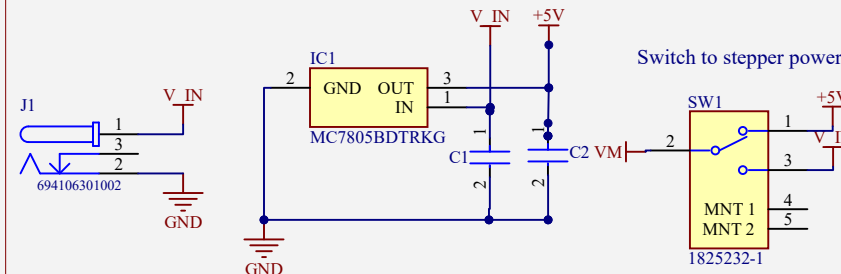 V_IN
+5V
IC1
Switch to stepper power
2
GND
OUT
3
IN
1
MC7805BDTRKG
J1
V_IN
1
3
2
694106301002
GND
1
C1
2
1
C2
2
GND
SW1
+5V
1
VM
2
V_I
3
MNT 1
4
MNT 2
5
1825232-1